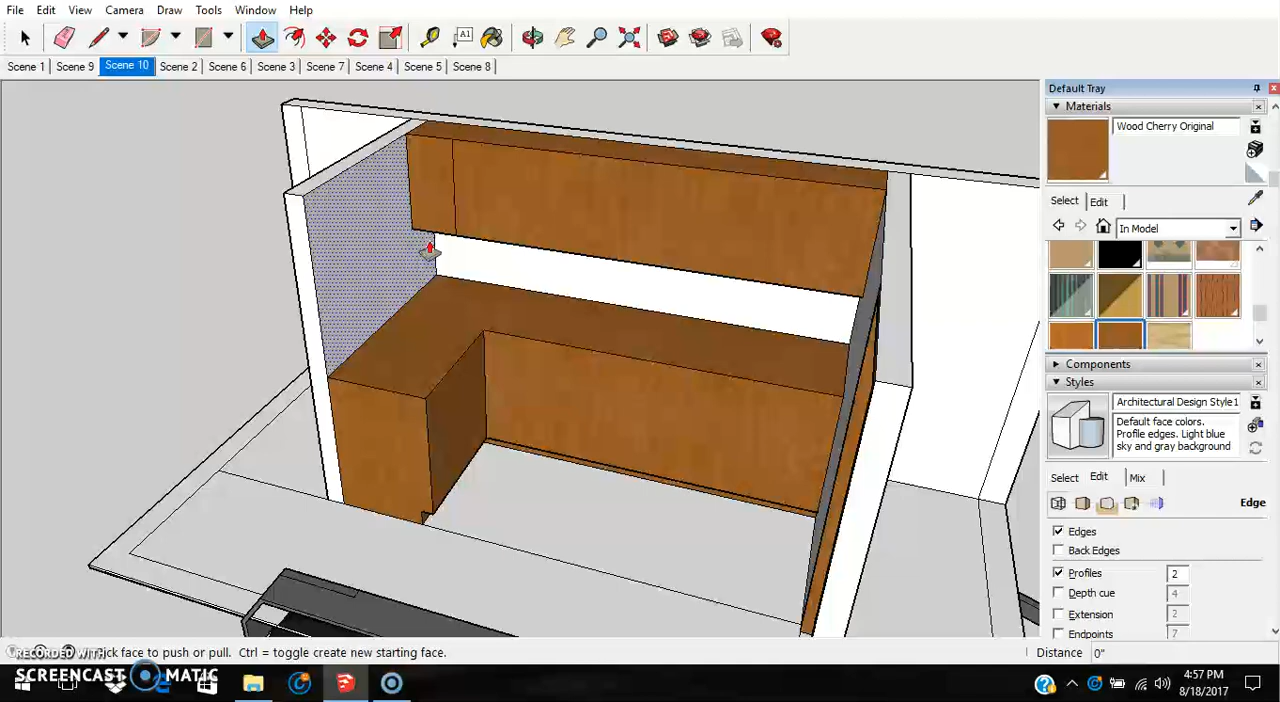 File Edit View Camera Draw Tools Window Help
A1
Scene 1 Scene 9 Scene 10 Scene 2 Scene 6 Scene 3 Scene 7 Scene 4 Scene 5 Scene 8
Default Tray
Materials
Wood Cherry Original
Select Edit
In Model
Components
Styles
Architectural Design Style1
Default face colors.
Profile edges. Light blue
sky and gray background
Select Edit Mix
Edge
Edges
Back Edges
Profiles 2
Depth cue 4
Extension 2
Endpoints 7
pick face to push or pull. Ctrl = toggle create new starting face.
Distance 0"
RECORDED WITH
SCREENCAST MATIC
4:57 PM
8/18/2017